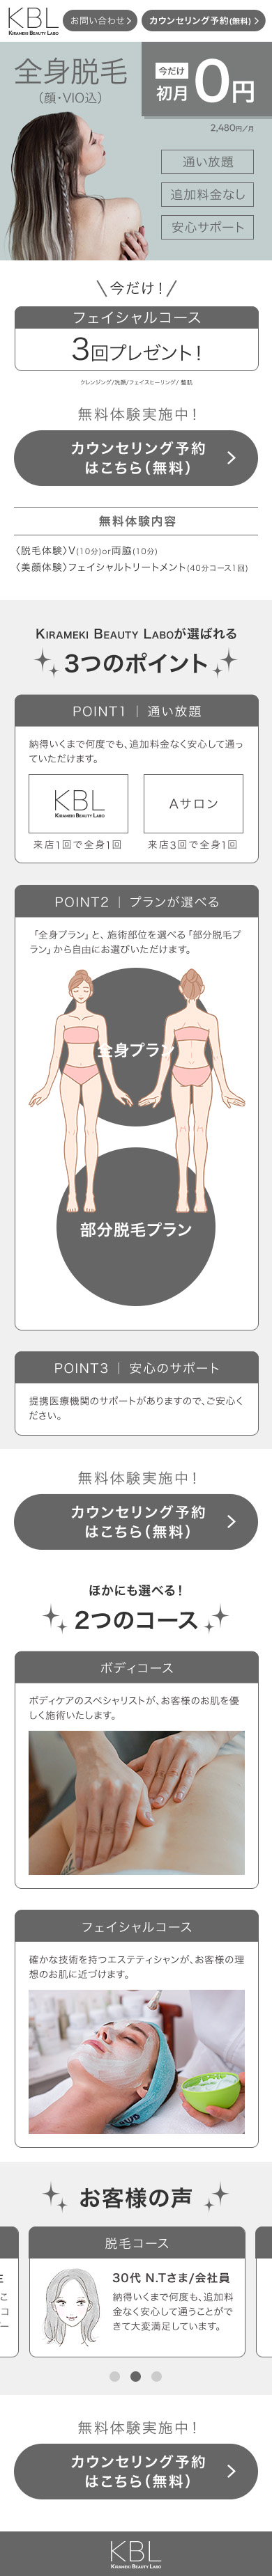 KBL
KIRAMEKI BEAUTY LABO
お問い合わせ
カウンセリング予約(無料)
全身脱毛
(顔・VIO込)
今だけ
初月
0円
2,480円/月
通い放題
追加料金なし
安心サポート
\今だけ!/
フェイシャルコース
3回プレゼント!
クレンジング/洗顔/フェイスヒーリング/ 整肌
無料体験実施中!
カウンセリング予約
はこちら(無料)
無料体験内容
〈脱毛体験〉V(10分)or両脇(10分)
〈美顔体験〉フェイシャルトリートメント(40分コース1回)
KIRAMEKI BEAUTY LABOが選ばれる
3つのポイント
POINT1 | 通い放題
納得いくまで何度でも、追加料金なく安心して通っ
ていただけます。
KBL
KIRAMEKI BEAUTY LABO
Aサロン
来店1回で全身1回
来店3回で全身1回
POINT2 | プランが選べる
「全身プラン」と、施術部位を選べる「部分脱毛プ
ラン」から自由にお選びいただけます。
全身プラン
部分脱毛プラン
POINT3 | 安心のサポート
提携医療機関のサポートがありますので、ご安心く
ださい。
無料体験実施中!
カウンセリング予約
はこちら(無料)
ほかにも選べる!
2つのコース
ボディコース
ボディケアのスペシャリストが、お客様のお肌を優
しく施術いたします。
フェイシャルコース
確かな技術を持つエステティシャンが、お客様の理
想のお肌に近づけます。
お客様の声
脱毛コース
30代 N.Tさま/会社員
納得いくまで何度も、追加料
金なく安心して通うことがで
きて大変満足しています。
無料体験実施中!
カウンセリング予約
はこちら(無料)
KBL
KIRAMEKI BEAUTY LABO